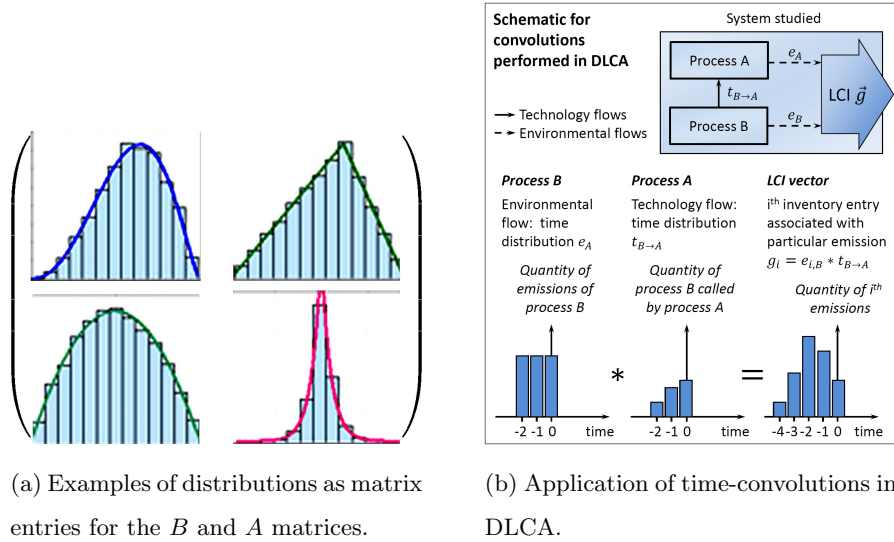 Schematic for
convolutions
performed in DLCA
System studied
Process A
e_A
t_{B→A}
LCI g⃗
Process B
e_B
Technology flows
Environmental flows
Process B
Environmental
flow: time
distribution e_A
Quantity of
emissions of
process B
Process A
Technology flow:
time distribution
t_{B→A}
Quantity of
process B called
by process A
LCI vector
i^th inventory entry
associated with
particular emission
g_i = e_{i,B} * t_{B→A}
Quantity of i^th
emissions
-2 -1 0 time
*
-2 -1 0 time
=
-4 -3 -2 -1 0 time
(a) Examples of distributions as matrix
entries for the B and A matrices.
(b) Application of time-convolutions in
DLCA.